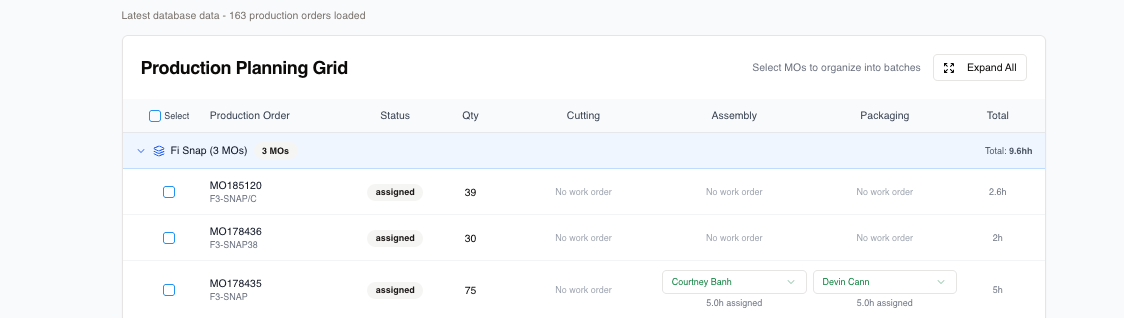 Latest database data - 163 production orders loaded
Production Planning Grid
Select MOs to organize into batches
Expand All
Select Production Order Status Qty Cutting Assembly Packaging Total
Fi Snap (3 MOs) 3 MOs Total: 9.6hh
MO185120
F3-SNAP/C
assigned 39 No work order No work order No work order 2.6h
MO178436
F3-SNAP38
assigned 30 No work order No work order No work order 2h
MO178435
F3-SNAP
assigned 75 No work order Courtney Banh Devin Cann 5h
5.0h assigned 5.0h assigned